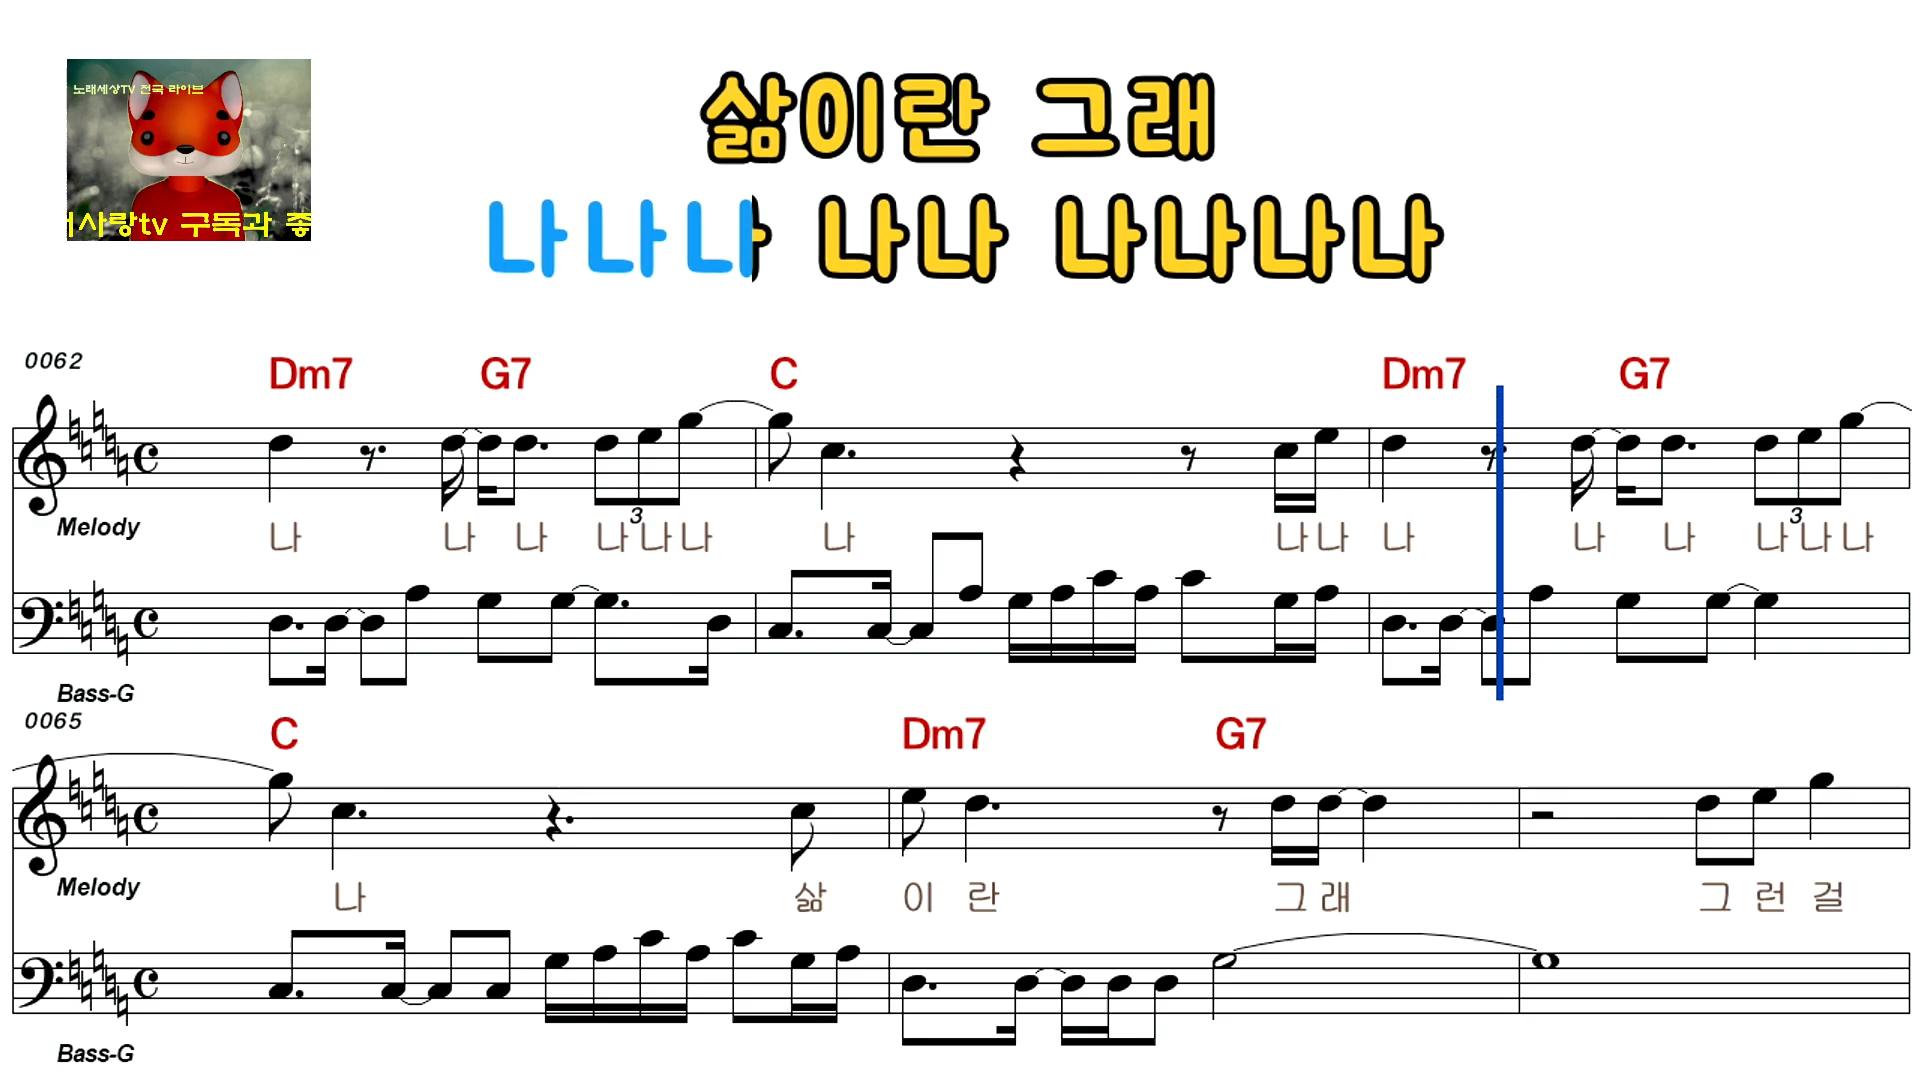 노래세상TV 전국 라이브
사랑tv 구독과 좋
삶이란 그래
나나나 나나 나나나나
0062
Dm7 G7 C Dm7 G7
3 3
Melody
나 나 나 나나나 나 나나 나 나 나 나나나
Bass-G
0065
C Dm7 G7
Melody
나 삶 이 란 그 래 그 런 걸
Bass-G